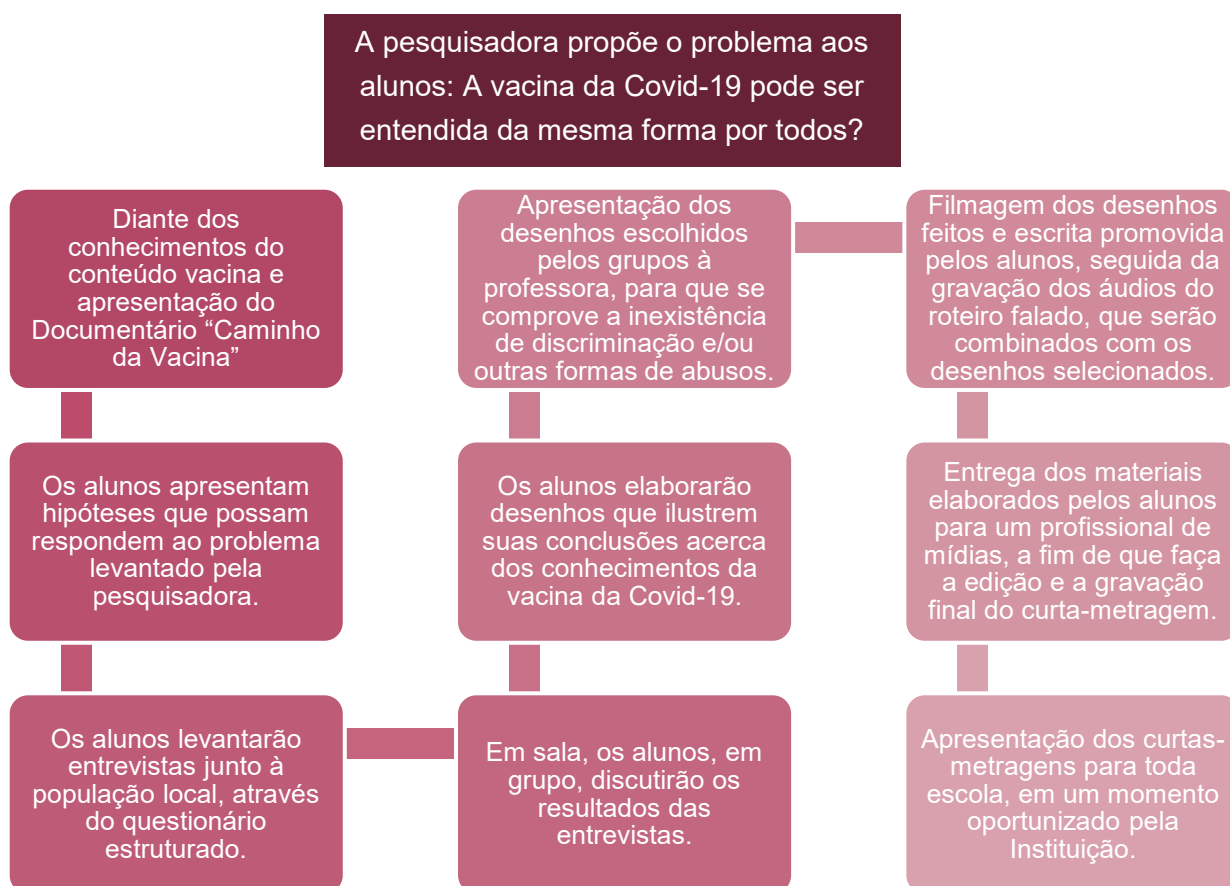 A pesquisadora propõe o problema aos
alunos: A vacina da Covid-19 pode ser
entendida da mesma forma por todos?
Diante dos
conhecimentos do
conteúdo vacina e
apresentação do
Documentário “Caminho
da Vacina”
Os alunos apresentam
hipóteses que possam
respondem ao problema
levantado pela
pesquisadora.
Os alunos levantarão
entrevistas junto à
população local, através
do questionário
estruturado.
Em sala, os alunos, em
grupo, discutirão os
resultados das
entrevistas.
Os alunos elaborarão
desenhos que ilustrem
suas conclusões acerca
dos conhecimentos da
vacina da Covid-19.
Apresentação dos
desenhos escolhidos
pelos grupos à
professora, para que se
comprove a inexistência
de discriminação e/ou
outras formas de abusos.
Filmagem dos desenhos
feitos e escrita promovida
pelos alunos, seguida da
gravação dos áudios do
roteiro falado, que serão
combinados com os
desenhos selecionados.
Entrega dos materiais
elaborados pelos alunos
para um profissional de
mídias, a fim de que faça
a edição e a gravação
final do curta-metragem.
Apresentação dos curtas-
metragens para toda
escola, em um momento
oportunizado pela
Instituição.